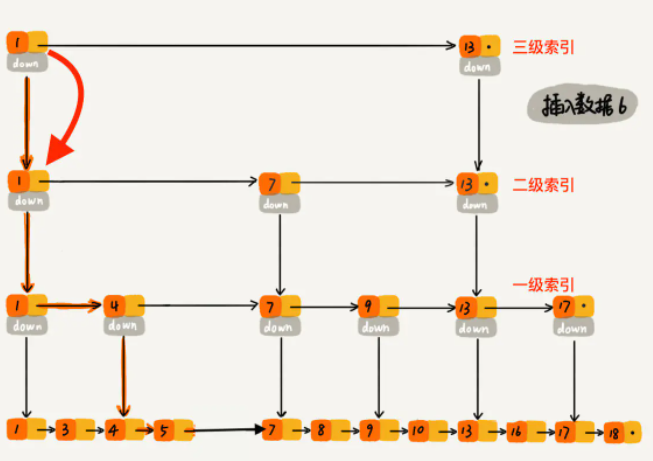 1 13 三级索引
down down
插入数据6
1 7 13 二级索引
down down down
一级索引
1 4 7 9 13 17
down down down down down down
1 3 4 5 7 8 9 10 13 16 17 18